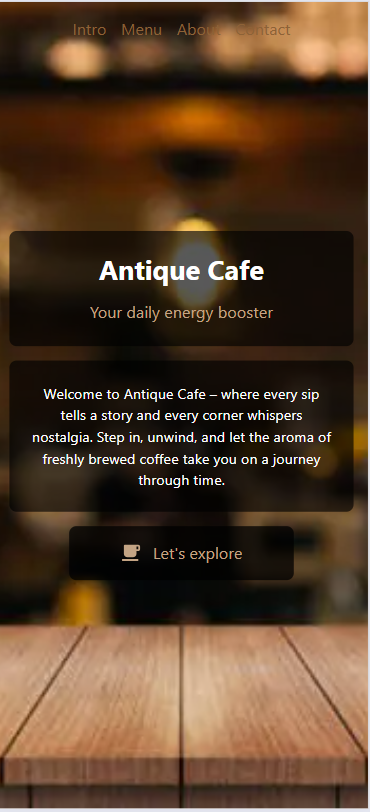 Intro Menu About Contact
Antique Cafe
Your daily energy booster
Welcome to Antique Cafe – where every sip
tells a story and every corner whispers
nostalgia. Step in, unwind, and let the aroma of
freshly brewed coffee take you on a journey
through time.
Let's explore